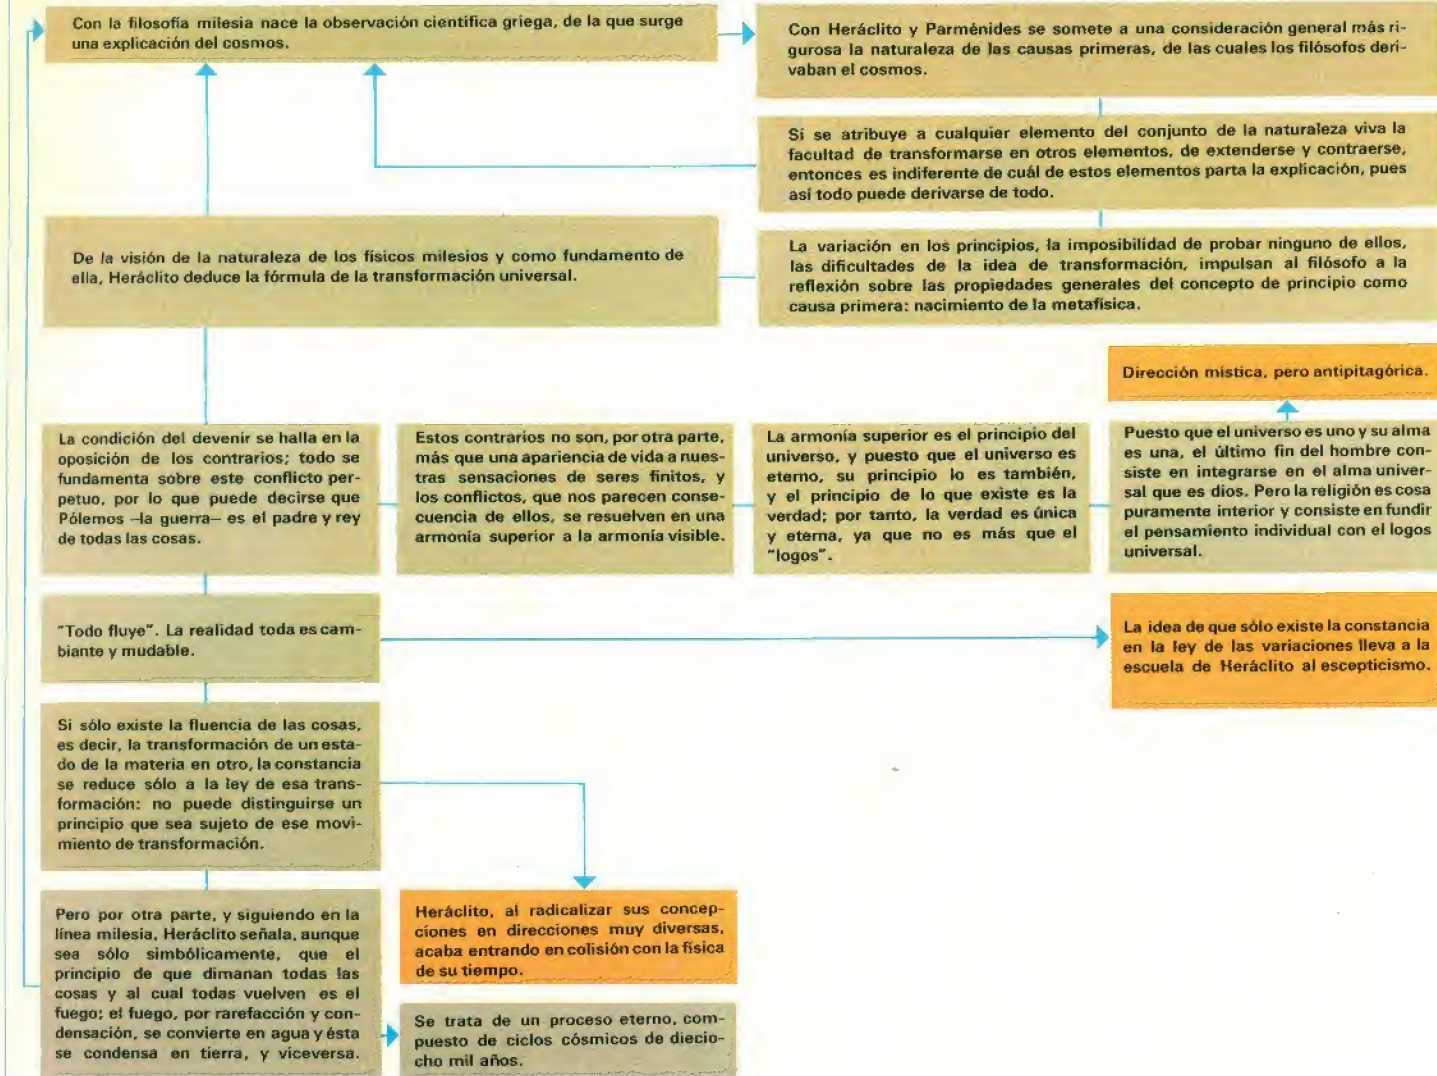 Con la filosofía milesia nace la observación científica griega, de la que surge
una explicación del cosmos.
Con Heráclito y Parménides se somete a una consideración general más ri-
gurosa la naturaleza de las causas primeras, de las cuales los filósofos deri-
vaban el cosmos.
Si se atribuye a cualquier elemento del conjunto de la naturaleza viva la
facultad de transformarse en otros elementos, de extenderse y contraerse,
entonces es indiferente de cuál de estos elementos parta la explicación, pues
así todo puede derivarse de todo.
De la visión de la naturaleza de los físicos milesios y como fundamento de
ella, Heráclito deduce la fórmula de la transformación universal.
La variación en los principios, la imposibilidad de probar ninguno de ellos,
las dificultades de la idea de transformación, impulsan al filósofo a la
reflexión sobre las propiedades generales del concepto de principio como
causa primera: nacimiento de la metafísica.
Dirección mística, pero antipitagórica.
La condición del devenir se halla en la
oposición de los contrarios; todo se
fundamenta sobre este conflicto per-
petuo, por lo que puede decirse que
Pólemos –la guerra– es el padre y rey
de todas las cosas.
Estos contrarios no son, por otra parte,
más que una apariencia de vida a nues-
tras sensaciones de seres finitos, y
los conflictos, que nos parecen conse-
cuencia de ellos, se resuelven en una
armonía superior a la armonía visible.
La armonía superior es el principio del
universo, y puesto que el universo es
eterno, su principio lo es también,
y el principio de lo que existe es la
verdad; por tanto, la verdad es única
y eterna, ya que no es más que el
"logos".
Puesto que el universo es uno y su alma
es una, el último fin del hombre con-
siste en integrarse en el alma univer-
sal que es dios. Pero la religión es cosa
puramente interior y consiste en fundir
el pensamiento individual con el logos
universal.
"Todo fluye". La realidad toda es cam-
biante y mudable.
La idea de que sólo existe la constancia
en la ley de las variaciones lleva a la
escuela de Heráclito al escepticismo.
Si sólo existe la fluencia de las cosas,
es decir, la transformación de un esta-
do de la materia en otro, la constancia
se reduce sólo a la ley de esa trans-
formación: no puede distinguirse un
principio que sea sujeto de ese movi-
miento de transformación.
Pero por otra parte, y siguiendo en la
línea milesia, Heráclito señala, aunque
sea sólo simbólicamente, que el
principio de que dimanan todas las
cosas y al cual todas vuelven es el
fuego; el fuego, por rarefacción y con-
densación, se convierte en agua y ésta
se condensa en tierra, y viceversa.
Heráclito, al radicalizar sus concep-
ciones en direcciones muy diversas,
acaba entrando en colisión con la física
de su tiempo.
Se trata de un proceso eterno, com-
puesto de ciclos cósmicos de diecio-
cho mil años.